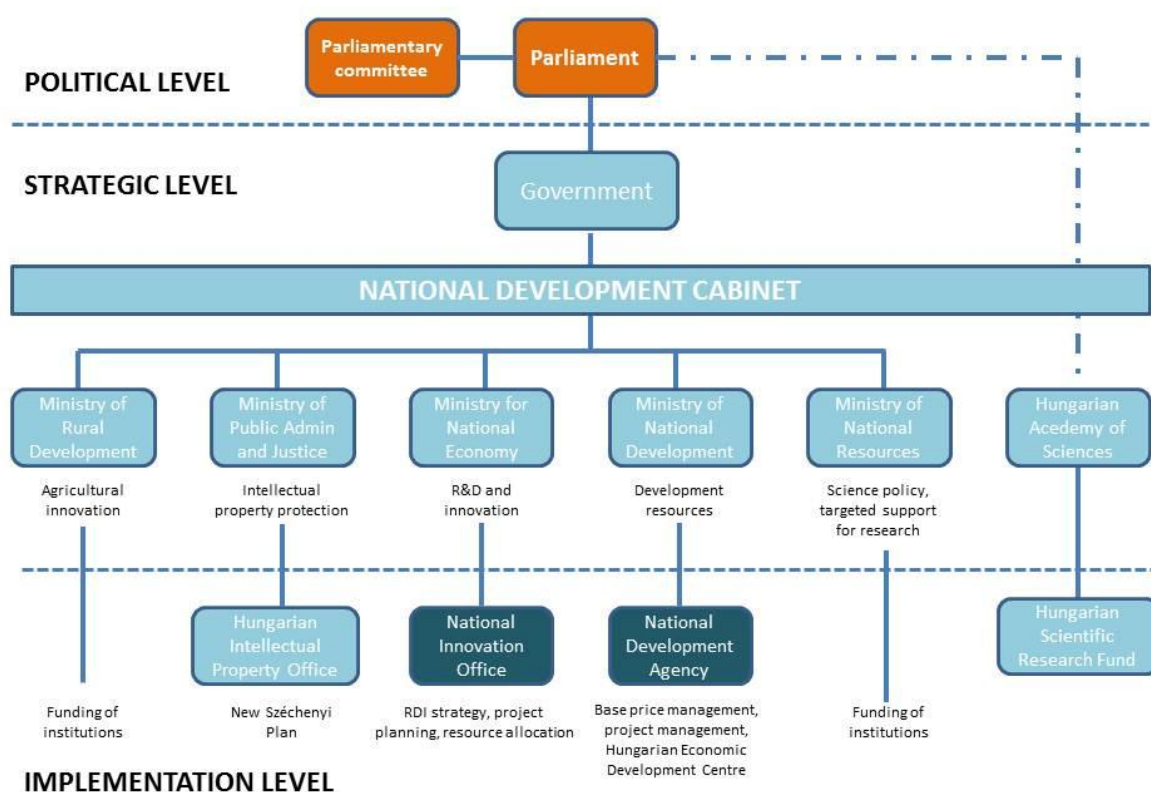 Parliamentary
committee
Parliament
POLITICAL LEVEL
STRATEGIC LEVEL
Government
NATIONAL DEVELOPMENT CABINET
Ministry of
Rural
Development
Ministry of
Public Admin
and Justice
Ministry for
National
Economy
Ministry of
National
Development
Ministry of
National
Resources
Hungarian
Acedemy of
Sciences
Agricultural
innovation
Intellectual
property protection
R&D and
innovation
Development
resources
Science policy,
targeted support
for research
Hungarian
Intellectual
Property Office
National
Innovation
Office
National
Development
Agency
Hungarian
Scientific
Research Fund
Funding of
institutions
New Széchenyi
Plan
RDI strategy, project
planning, resource allocation
Base price management,
project management,
Hungarian Economic
Development Centre
Funding of
institutions
IMPLEMENTATION LEVEL